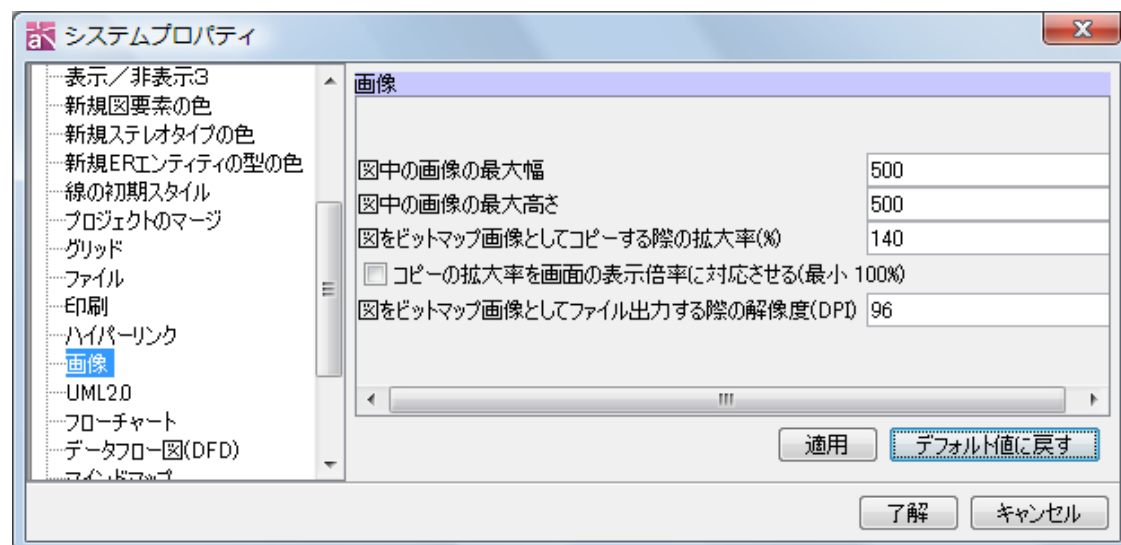 システムプロパティ
表示／非表示3
新規図要素の色
新規ステレオタイプの色
新規ERエンティティの型の色
線の初期スタイル
プロジェクトのマージ
グリッド
ファイル
印刷
ハイパーリンク
画像
UML2.0
フローチャート
データフロー図(DFD)
マインドマップ
画像
図中の画像の最大幅 500
図中の画像の最大高さ 500
図をビットマップ画像としてコピーする際の拡大率(%) 140
コピーの拡大率を画面の表示倍率に対応させる(最小 100%)
図をビットマップ画像としてファイル出力する際の解像度(DPI) 96
適用 デフォルト値に戻す
了解 キャンセル